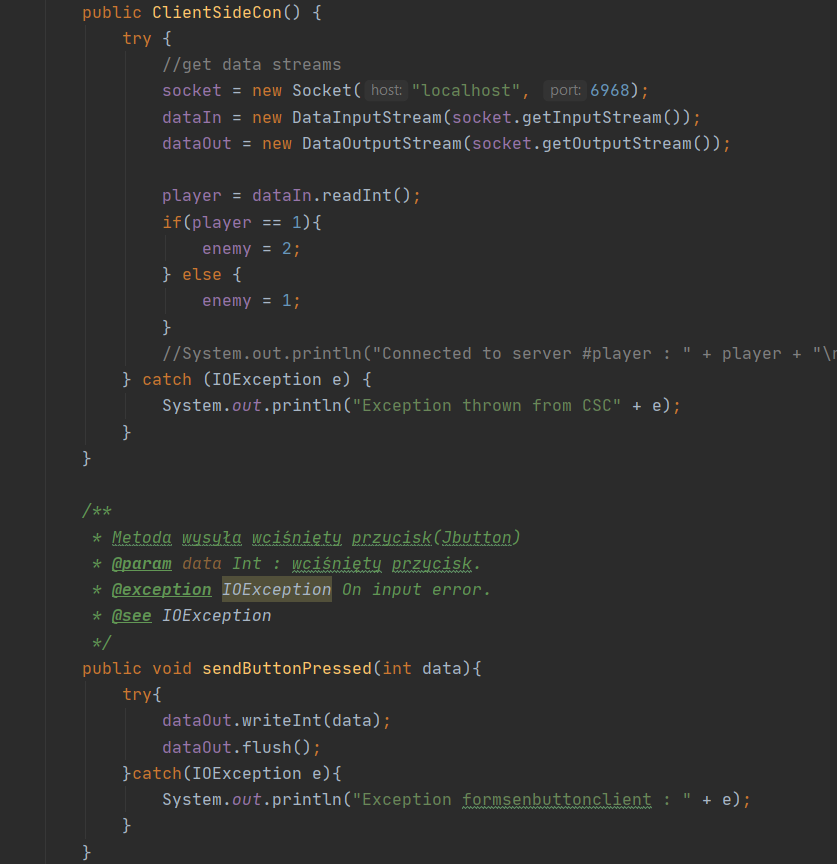 public ClientSideCon() {
try {
//get data streams
socket = new Socket( host: "localhost", port: 6968);
dataIn = new DataInputStream(socket.getInputStream());
dataOut = new DataOutputStream(socket.getOutputStream());
player = dataIn.readInt();
if(player == 1){
enemy = 2;
} else {
enemy = 1;
}
//System.out.println("Connected to server #player : " + player + "\
} catch (IOException e) {
System.out.println("Exception thrown from CSC" + e);
}
}
/**
* Metoda wysyła wciśnięty przycisk(Jbutton)
* @param data Int : wciśnięty przycisk.
* @exception IOException On input error.
* @see IOException
*/
public void sendButtonPressed(int data){
try{
dataOut.writeInt(data);
dataOut.flush();
}catch(IOException e){
System.out.println("Exception formsenbuttonclient : " + e);
}
}